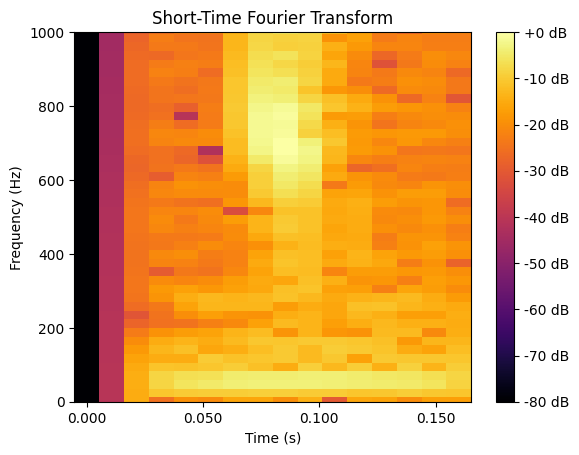 Short-Time Fourier Transform
1000
800
600
400
200
0
Frequency (Hz)
0.000
0.050
0.100
0.150
Time (s)
+0 dB
-10 dB
-20 dB
-30 dB
-40 dB
-50 dB
-60 dB
-70 dB
-80 dB